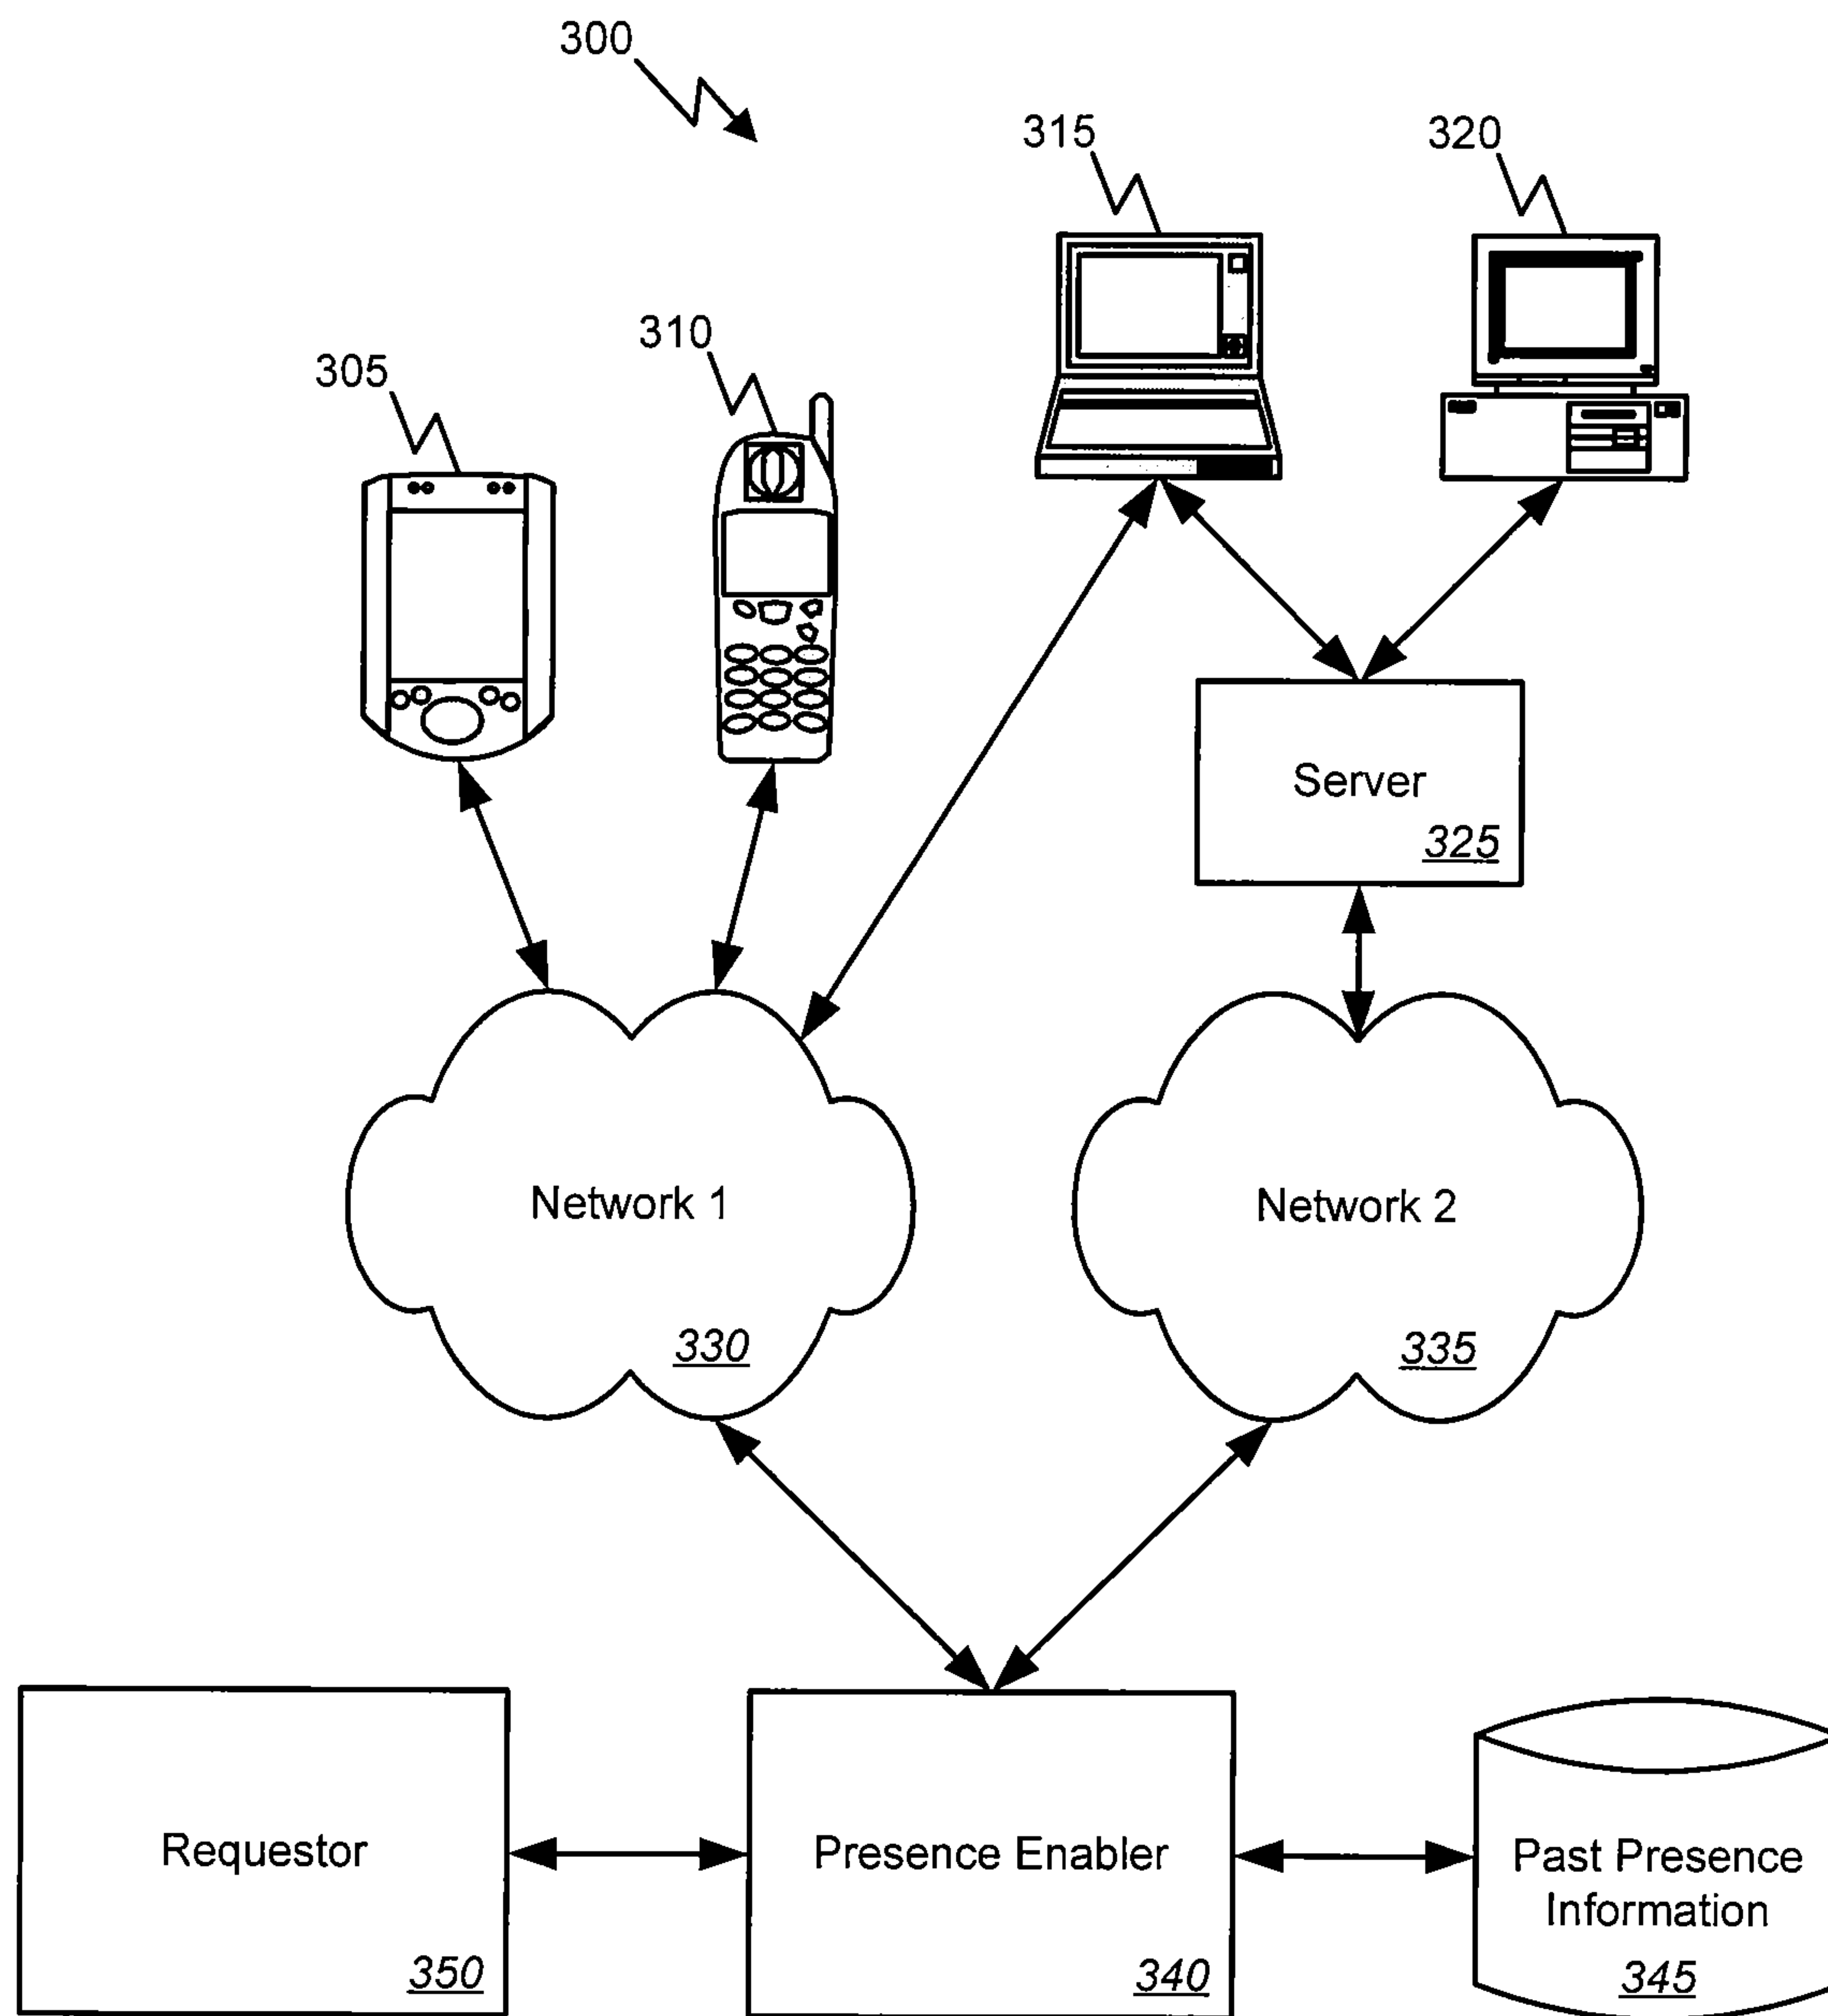 300
315
320
310
305
Server
325
Network 1
330
Network 2
335
Requestor
350
Presence Enabler
340
Past Presence
Information
345